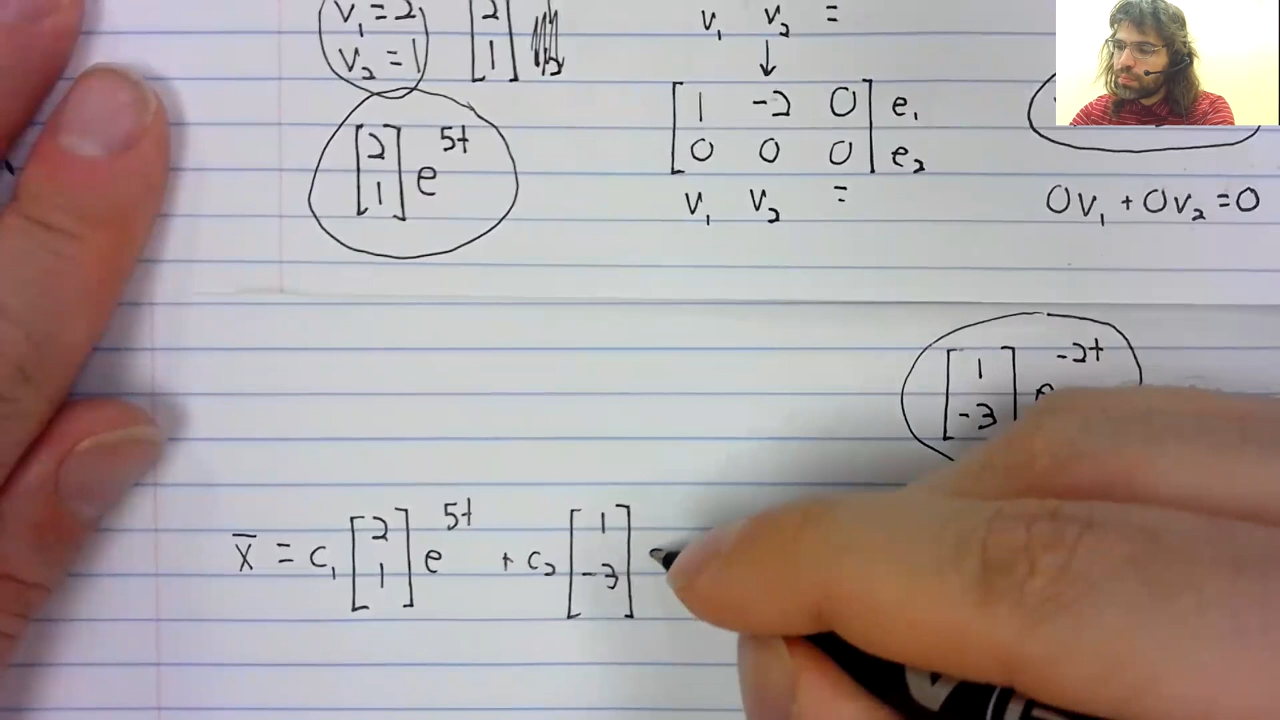 v₁ = 2
v₂ = 1
[2
1]
[2
1] e^5t
v₁ v₂ =
↓
[1 -2 0] e₁
[0 0 0] e₂
v₁ v₂ =
0v₁ + 0v₂ = 0
[1
-3] e^-2t
x̄ = c₁ [2
1] e^5t + c₂ [1
-3]